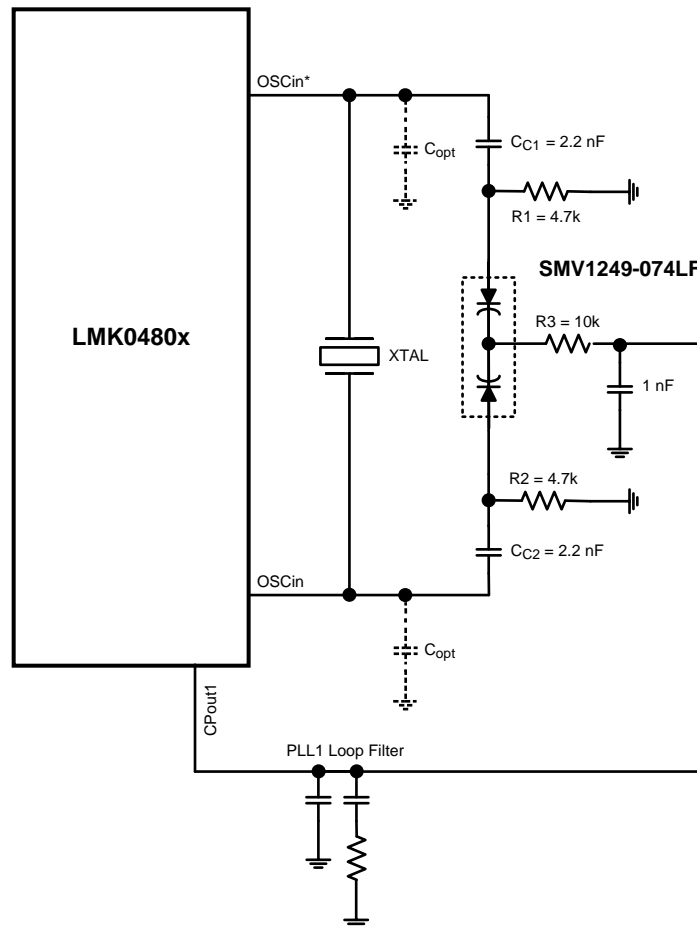 OSCin*
C_C1 = 2.2 nF
C_opt
R1 = 4.7k
SMV1249-074LF
LMK0480x
R3 = 10k
XTAL
1 nF
R2 = 4.7k
C_C2 = 2.2 nF
OSCin
C_opt
CPout1
PLL1 Loop Filter